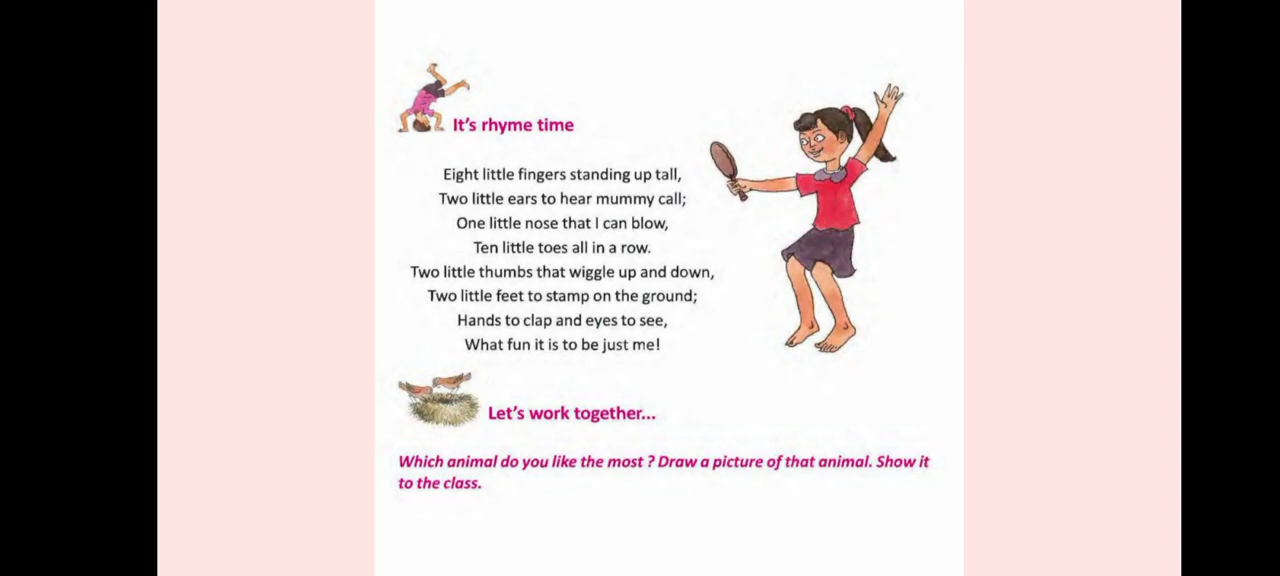 It's rhyme time
Eight little fingers standing up tall,
Two little ears to hear mummy call;
One little nose that I can blow,
Ten little toes all in a row.
Two little thumbs that wiggle up and down,
Two little feet to stamp on the ground;
Hands to clap and eyes to see,
What fun it is to be just me!
Let's work together...
Which animal do you like the most ? Draw a picture of that animal. Show it
to the class.